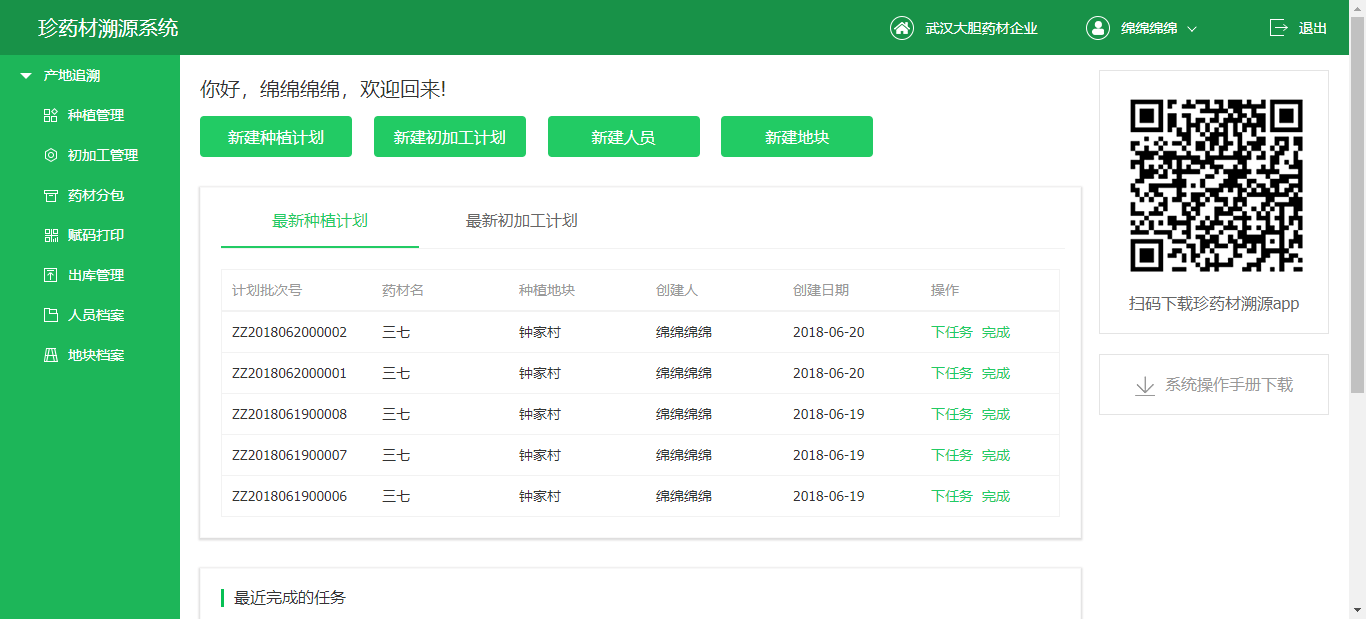 珍药材溯源系统
武汉大胆药材企业
绵绵绵绵
退出
产地追溯
种植管理
初加工管理
药材分包
赋码打印
出库管理
人员档案
地块档案
你好，绵绵绵绵，欢迎回来!
新建种植计划 新建初加工计划 新建人员 新建地块
最新种植计划 最新初加工计划
计划批次号 药材名 种植地块 创建人 创建日期 操作
ZZ2018062000002 三七 钟家村 绵绵绵绵 2018-06-20 下任务 完成
ZZ2018062000001 三七 钟家村 绵绵绵绵 2018-06-20 下任务 完成
ZZ2018061900008 三七 钟家村 绵绵绵绵 2018-06-19 下任务 完成
ZZ2018061900007 三七 钟家村 绵绵绵绵 2018-06-19 下任务 完成
ZZ2018061900006 三七 钟家村 绵绵绵绵 2018-06-19 下任务 完成
最近完成的任务
扫码下载珍药材溯源app
系统操作手册下载